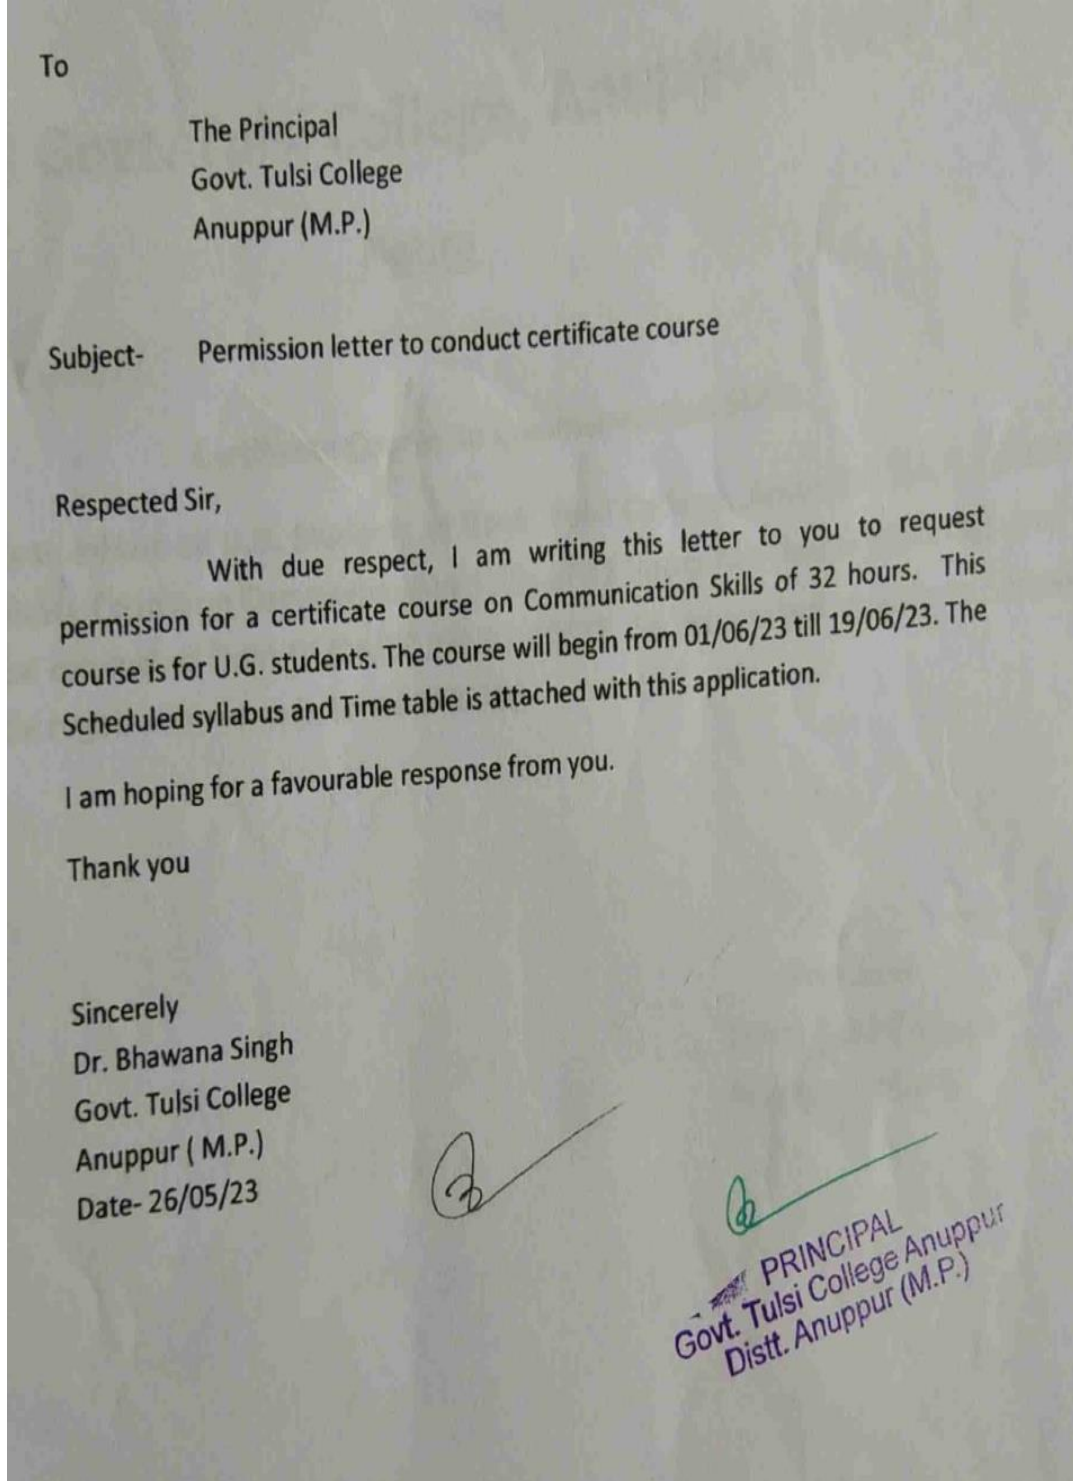 To
The Principal
Govt. Tulsi College
Anuppur (M.P.)
Subject- Permission letter to conduct certificate course
Respected Sir,
With due respect, I am writing this letter to you to request
permission for a certificate course on Communication Skills of 32 hours. This
course is for U.G. students. The course will begin from 01/06/23 till 19/06/23. The
Scheduled syllabus and Time table is attached with this application.
I am hoping for a favourable response from you.
Thank you
Sincerely
Dr. Bhawana Singh
Govt. Tulsi College
Anuppur ( M.P.)
Date- 26/05/23
PRINCIPAL
Govt. Tulsi College Anuppur
Distt. Anuppur (M.P.)